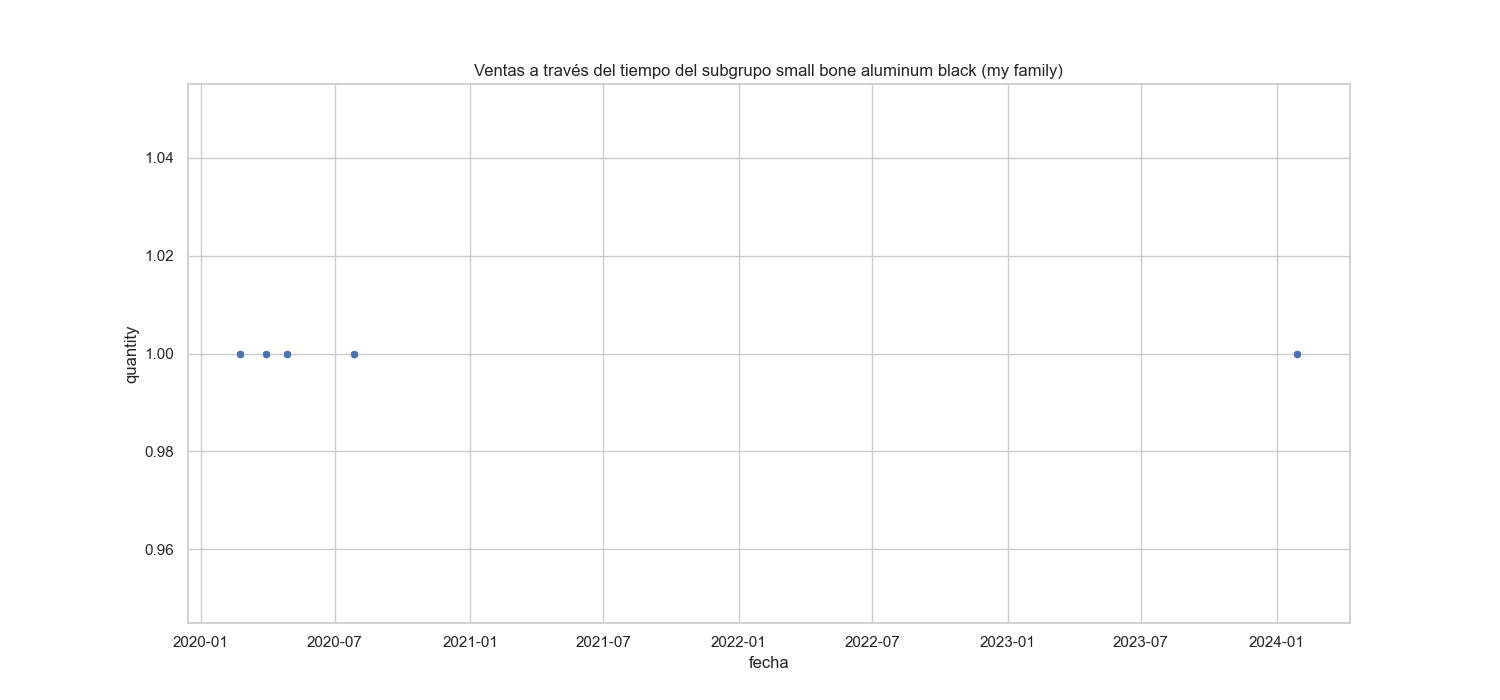 Ventas a través del tiempo del subgrupo small bone aluminum black (my family)
1.04
1.02
1.00
0.98
0.96
quantity
2020-01 2020-07 2021-01 2021-07 2022-01 2022-07 2023-01 2023-07 2024-01
fecha